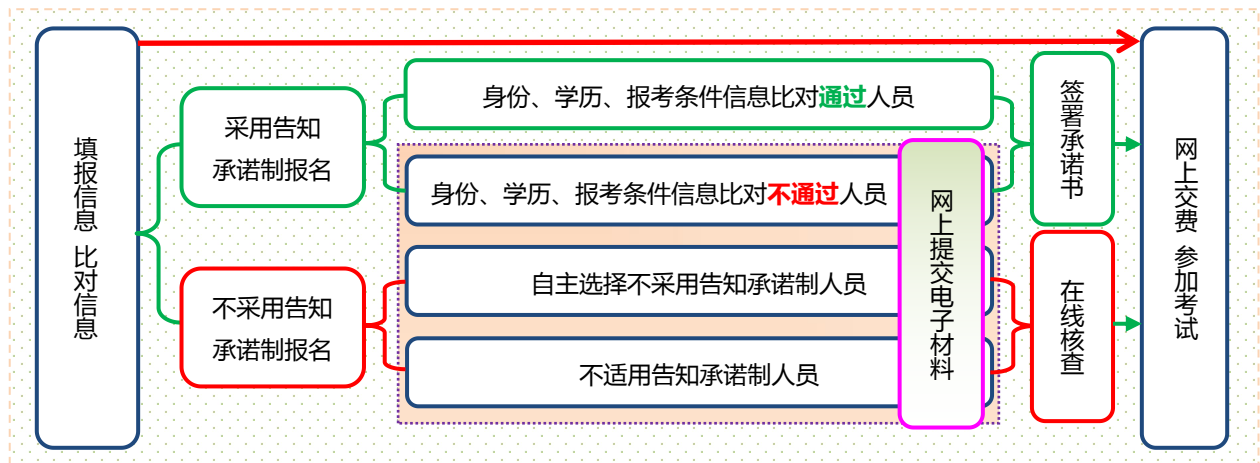 填报信息 比对信息
采用告知
承诺制报名
不采用告知
承诺制报名
身份、学历、报考条件信息比对通过人员
身份、学历、报考条件信息比对不通过人员
自主选择不采用告知承诺制人员
不适用告知承诺制人员
网上提交电子材料
签署承诺书
在线核查
网上交费 参加考试